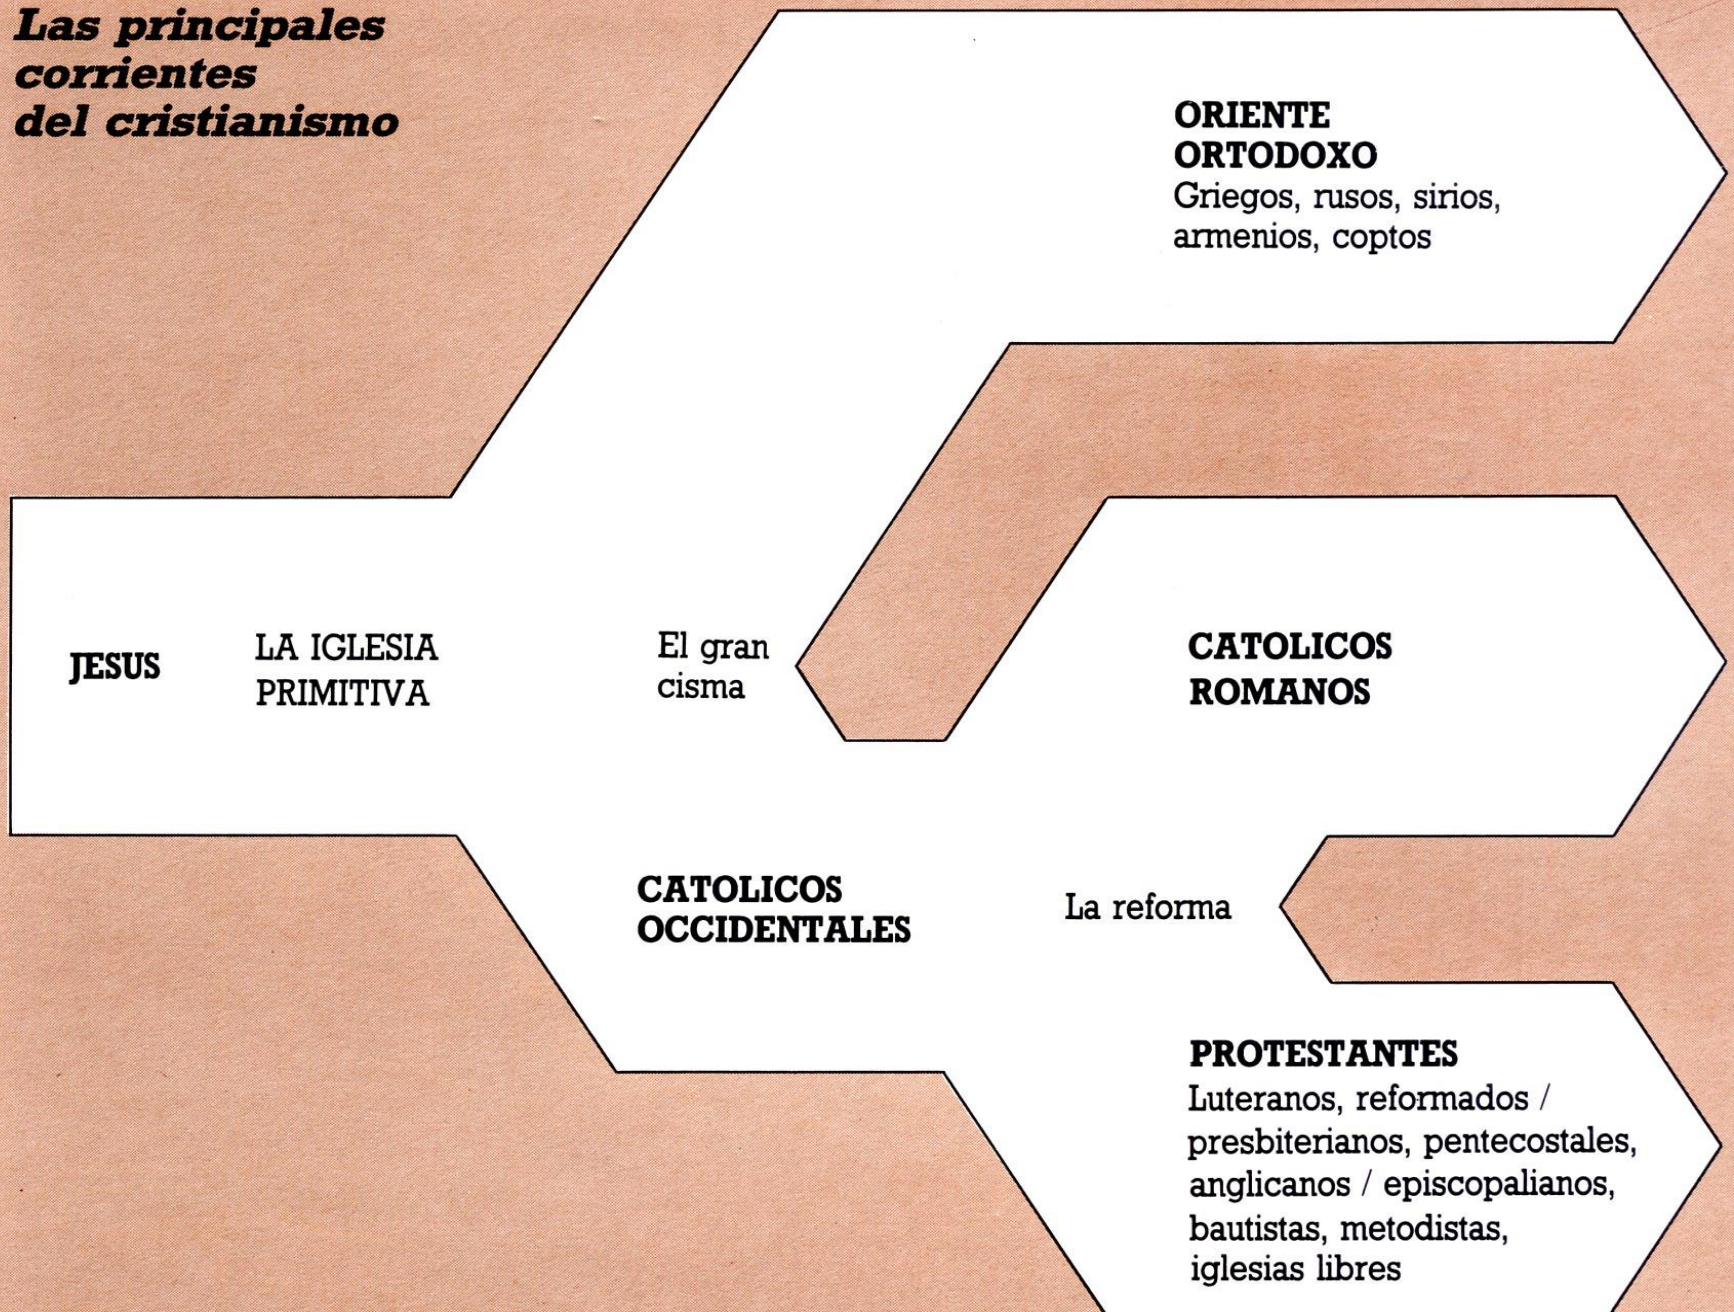 Las principales
corrientes
del cristianismo
ORIENTE
ORTODOXO
Griegos, rusos, sirios,
armenios, coptos
JESUS
LA IGLESIA
PRIMITIVA
El gran
cisma
CATOLICOS
ROMANOS
CATOLICOS
OCCIDENTALES
La reforma
PROTESTANTES
Luteranos, reformados /
presbiterianos, pentecostales,
anglicanos / episcopalianos,
bautistas, metodistas,
iglesias libres